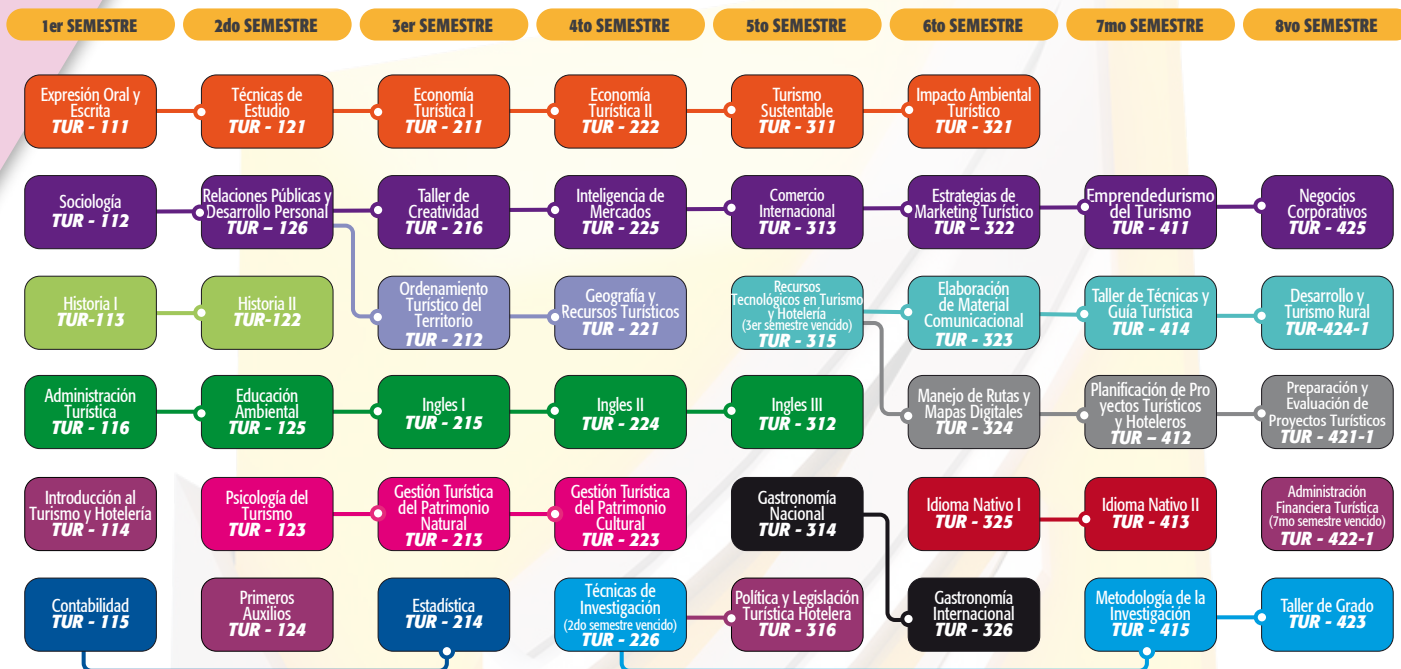 1er SEMESTRE
2do SEMESTRE
3er SEMESTRE
4to SEMESTRE
5to SEMESTRE
6to SEMESTRE
7mo SEMESTRE
8vo SEMESTRE
Expresión Oral y
Escrita
TUR - 111
Técnicas de
Estudio
TUR - 121
Economía
Turística I
TUR - 211
Economía
Turística II
TUR - 222
Turismo
Sustentable
TUR - 311
Impacto Ambiental
Turístico
TUR - 321
Sociología
TUR - 112
Relaciones Públicas y
Desarrollo Personal
TUR – 126
Taller de
Creatividad
TUR - 216
Inteligencia de
Mercados
TUR - 225
Comercio
Internacional
TUR - 313
Estrategias de
Marketing Turístico
TUR – 322
Emprendedurismo
del Turismo
TUR - 411
Negocios
Corporativos
TUR - 425
Historia I
TUR-113
Historia II
TUR-122
Ordenamiento
Turístico del
Territorio
TUR - 212
Geografía y
Recursos Turísticos
TUR - 221
Recursos
Tecnológicos en Turismo
y Hotelería
(3er semestre vencido)
TUR - 315
Elaboración
de Material
Comunicacional
TUR - 323
Taller de Técnicas y
Guía Turística
TUR - 414
Desarrollo y
Turismo Rural
TUR-424-1
Administración
Turística
TUR - 116
Educación
Ambiental
TUR - 125
Ingles I
TUR - 215
Ingles II
TUR - 224
Ingles III
TUR - 312
Manejo de Rutas y
Mapas Digitales
TUR - 324
Planificación de Pro
yectos Turísticos
y Hoteleros
TUR – 412
Preparación y
Evaluación de
Proyectos Turísticos
TUR - 421-1
Introducción al
Turismo y Hotelería
TUR - 114
Psicología del
Turismo
TUR - 123
Gestión Turística
del Patrimonio
Natural
TUR - 213
Gestión Turística
del Patrimonio
Cultural
TUR - 223
Gastronomía
Nacional
TUR - 314
Idioma Nativo I
TUR - 325
Idioma Nativo II
TUR - 413
Administración
Financiera Turística
(7mo semestre vencido)
TUR - 422-1
Contabilidad
TUR - 115
Primeros
Auxilios
TUR - 124
Estadística
TUR - 214
Técnicas de
Investigación
(2do semestre vencido)
TUR - 226
Política y Legislación
Turística Hotelera
TUR - 316
Gastronomía
Internacional
TUR - 326
Metodología de la
Investigación
TUR - 415
Taller de Grado
TUR - 423